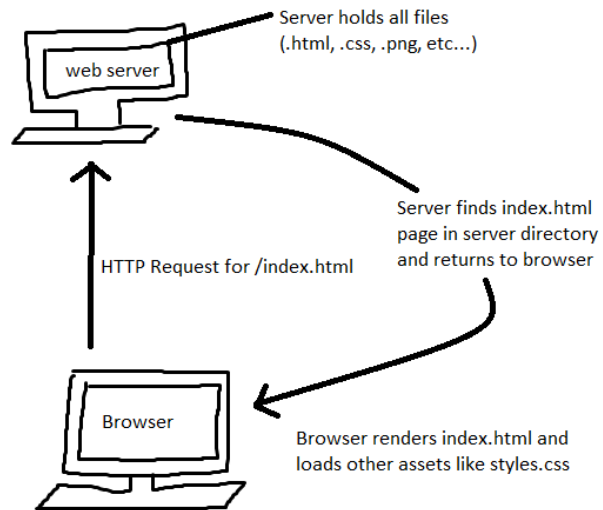 Server holds all files
(.html, .css, .png, etc...)
web server
Server finds index.html
page in server directory
and returns to browser
HTTP Request for /index.html
Browser
Browser renders index.html and
loads other assets like styles.css